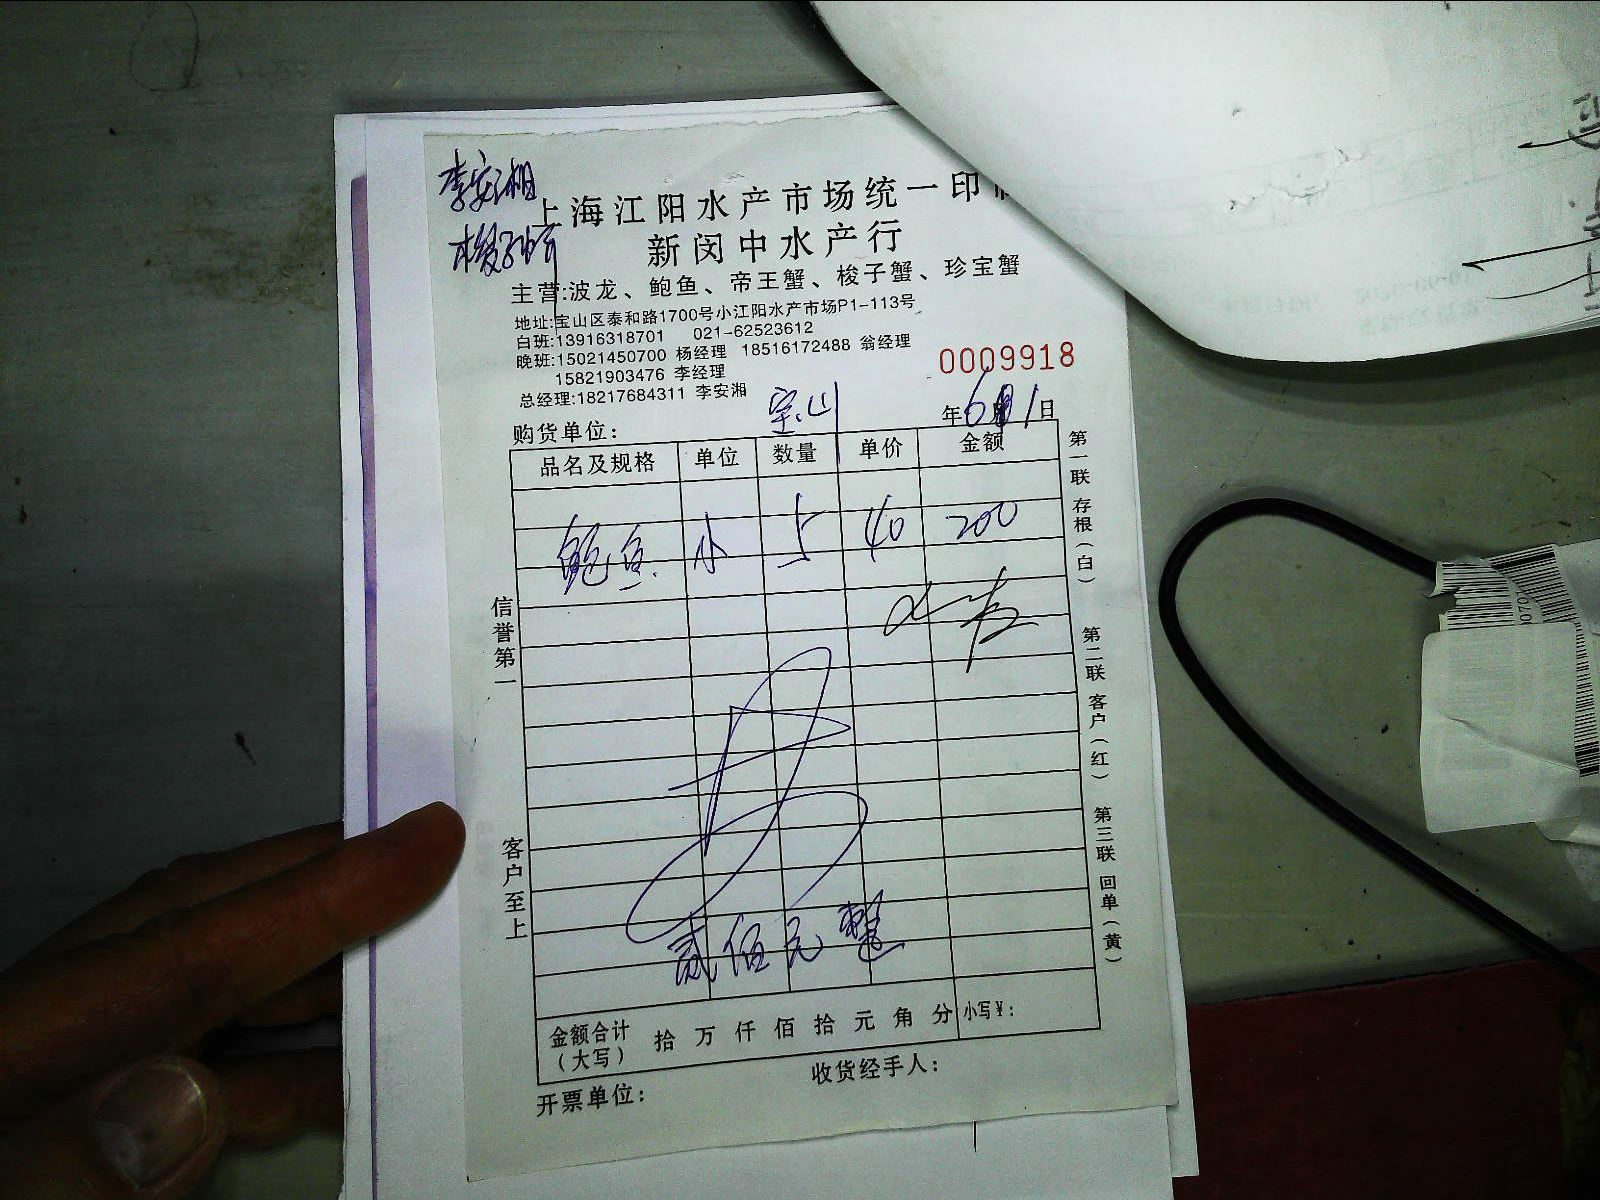 李安湘
上海江阳水产市场统一印
新闵中水产行
主营:波龙、鲍鱼、帝王蟹、梭子蟹、珍宝蟹
地址:宝山区泰和路1700号小江阳水产市场P1-113号
白班:13916318701 021-62523612
晚班:15021450700 杨经理 18516172488 翁经理
15821903476 李经理
总经理:18217684311 李安湘
0009918
购货单位: 宝山 年6月1日
品名及规格 单位 数量 单价 金额
鲍鱼 小 5 40 200
贰佰元整
金额合计(大写) 拾万仟佰拾元角分 小写¥:
开票单位: 收货经手人:
信誉第一
客户至上
第一联 存根(白)
第二联 客户(红)
第三联 回单(黄)